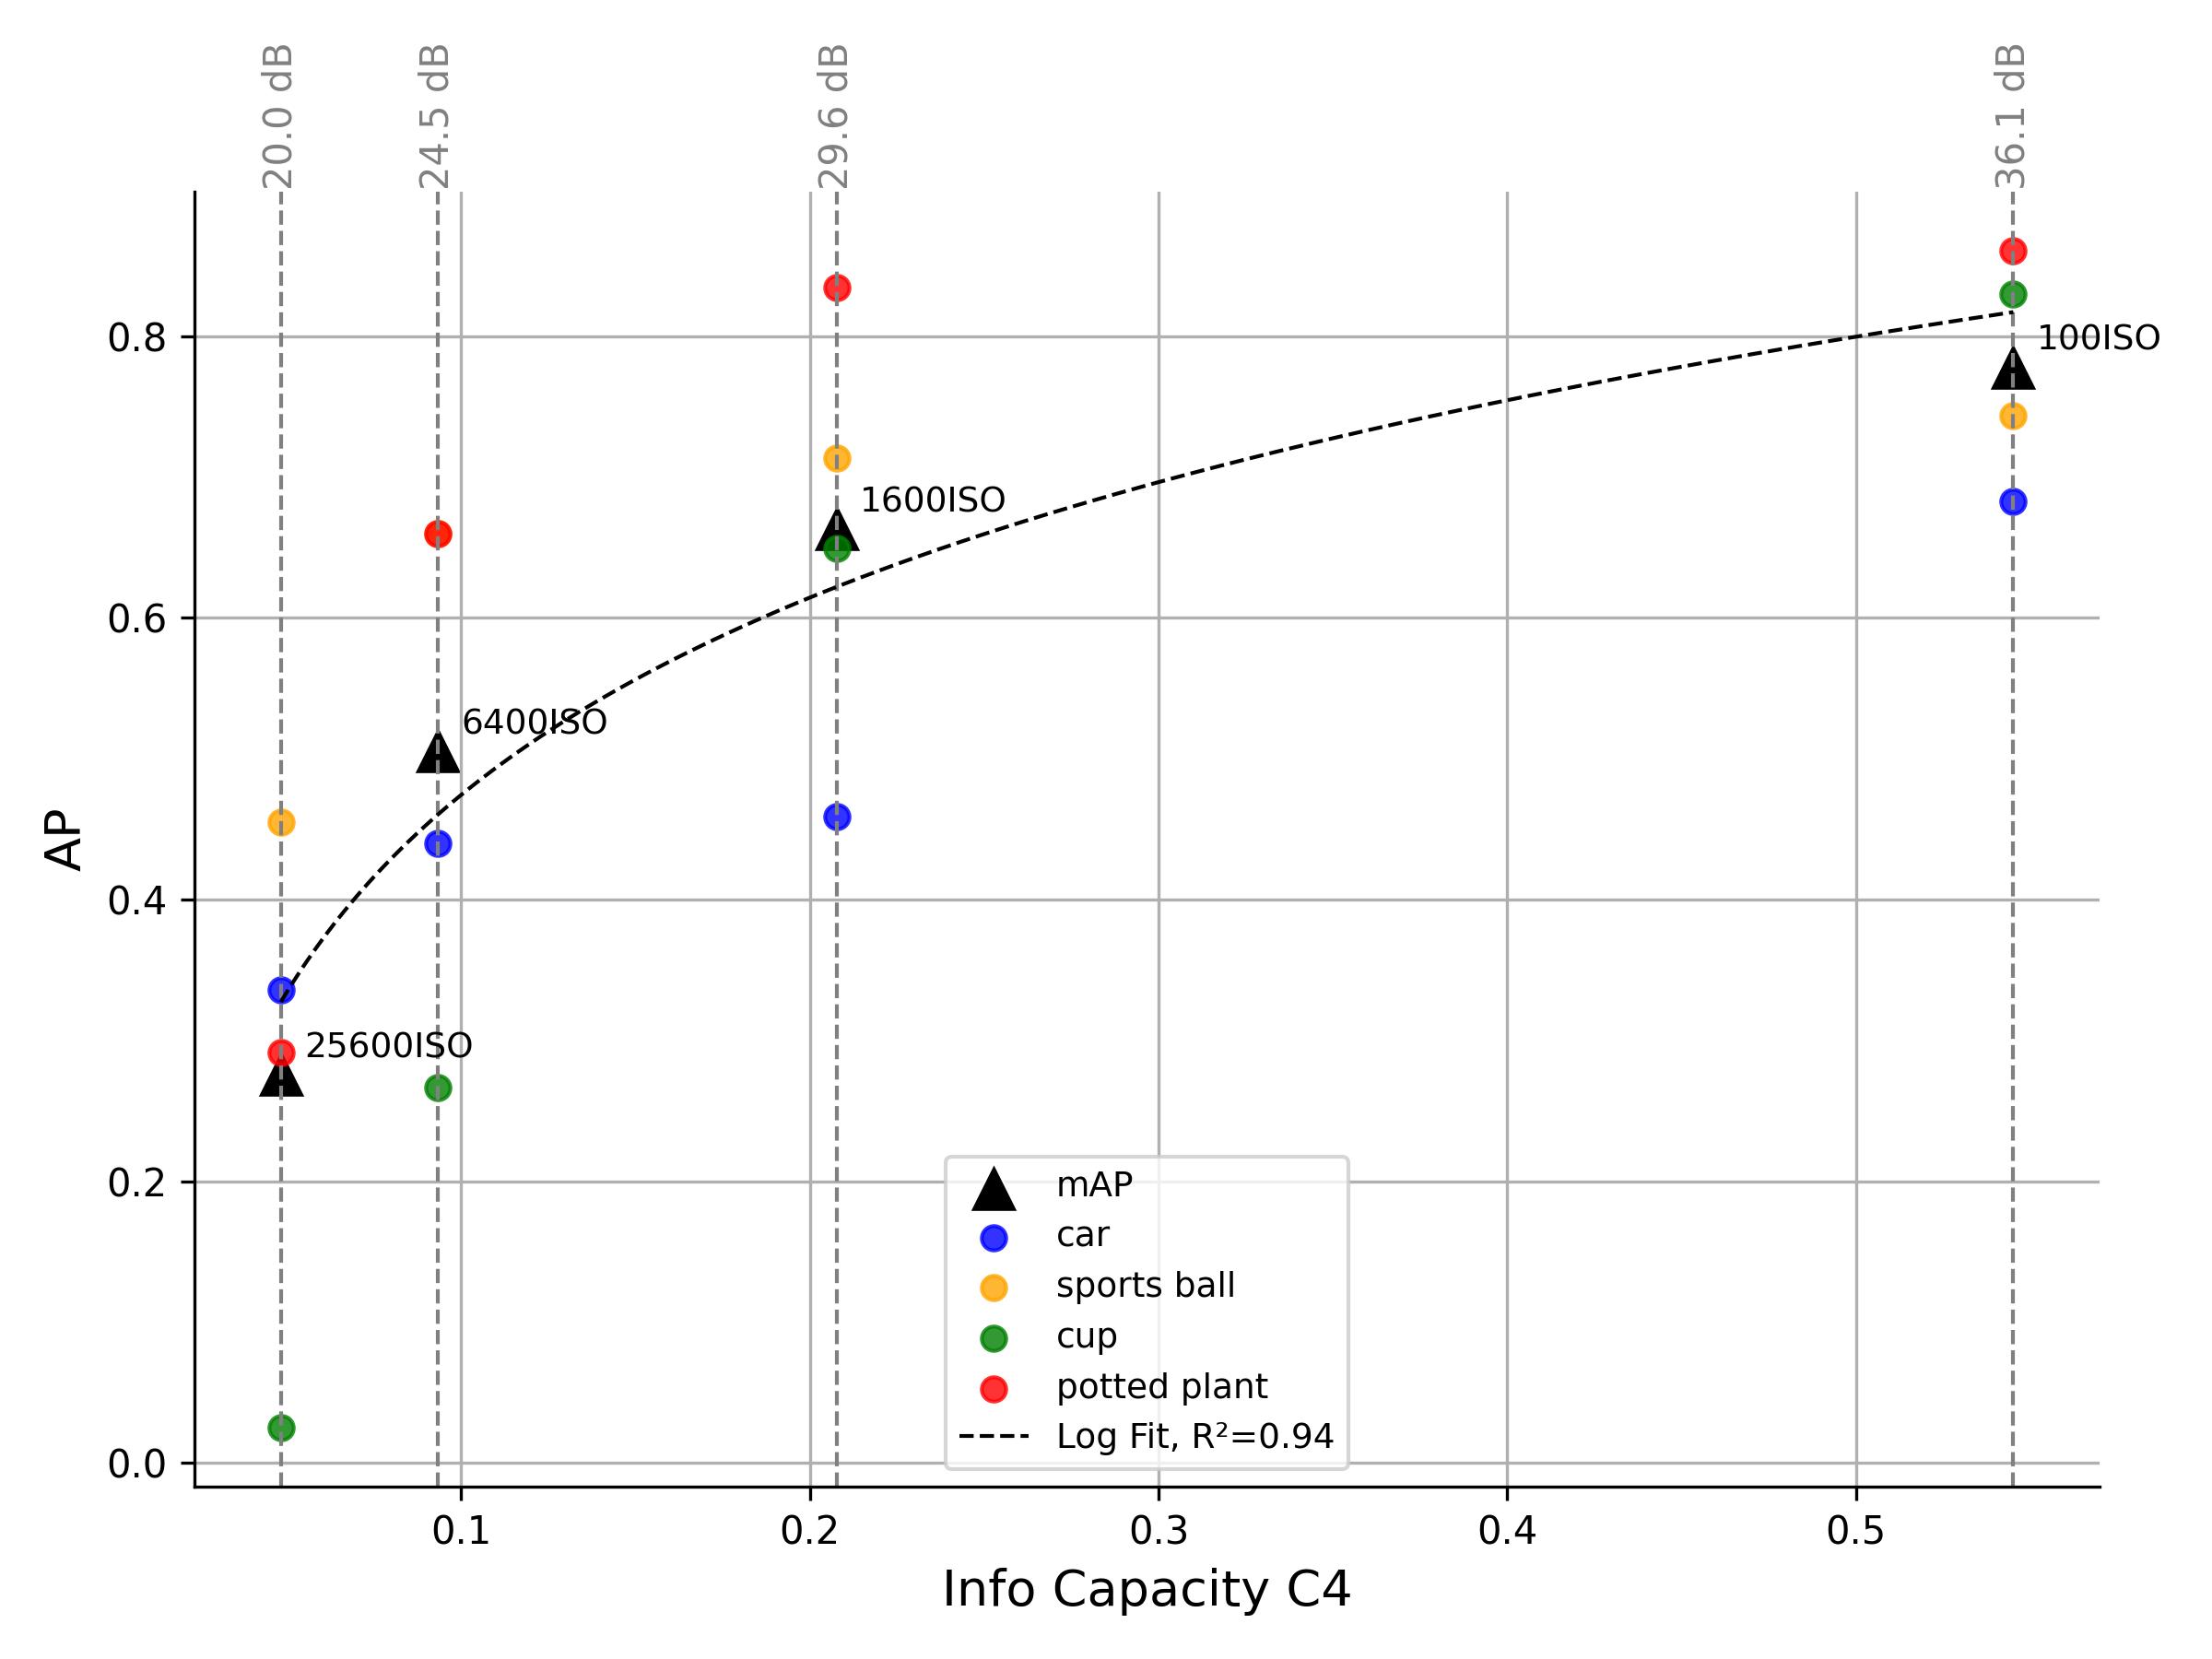 20.0 dB
24.5 dB
29.6 dB
36.1 dB
0.8
0.6
0.4
0.2
0.0
AP
100ISO
1600ISO
6400ISO
25600ISO
mAP
car
sports ball
cup
potted plant
Log Fit, R²=0.94
0.1
0.2
0.3
0.4
0.5
Info Capacity C4